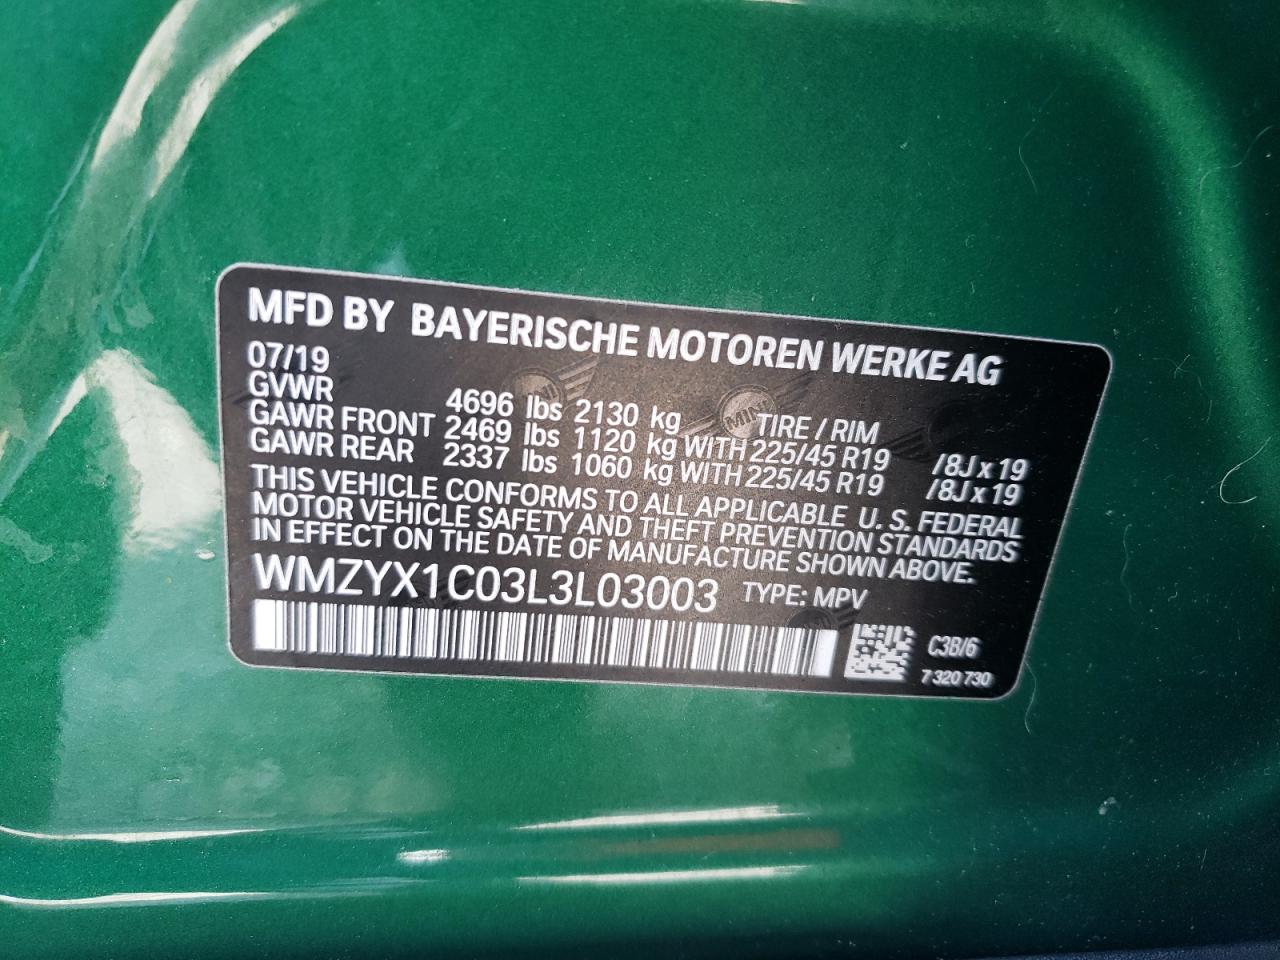 MFD BY BAYERISCHE MOTOREN WERKE AG
07/19
GVWR 4696 lbs 2130 kg TIRE / RIM
GAWR FRONT 2469 lbs 1120 kg WITH 225/45 R19 /8J x 19
GAWR REAR 2337 lbs 1060 kg WITH 225/45 R19 /8J x 19
THIS VEHICLE CONFORMS TO ALL APPLICABLE U. S. FEDERAL
MOTOR VEHICLE SAFETY AND THEFT PREVENTION STANDARDS
IN EFFECT ON THE DATE OF MANUFACTURE SHOWN ABOVE.
WMZYX1C03L3L03003 TYPE: MPV
C3B/6
7 320 730
MINI
MINI